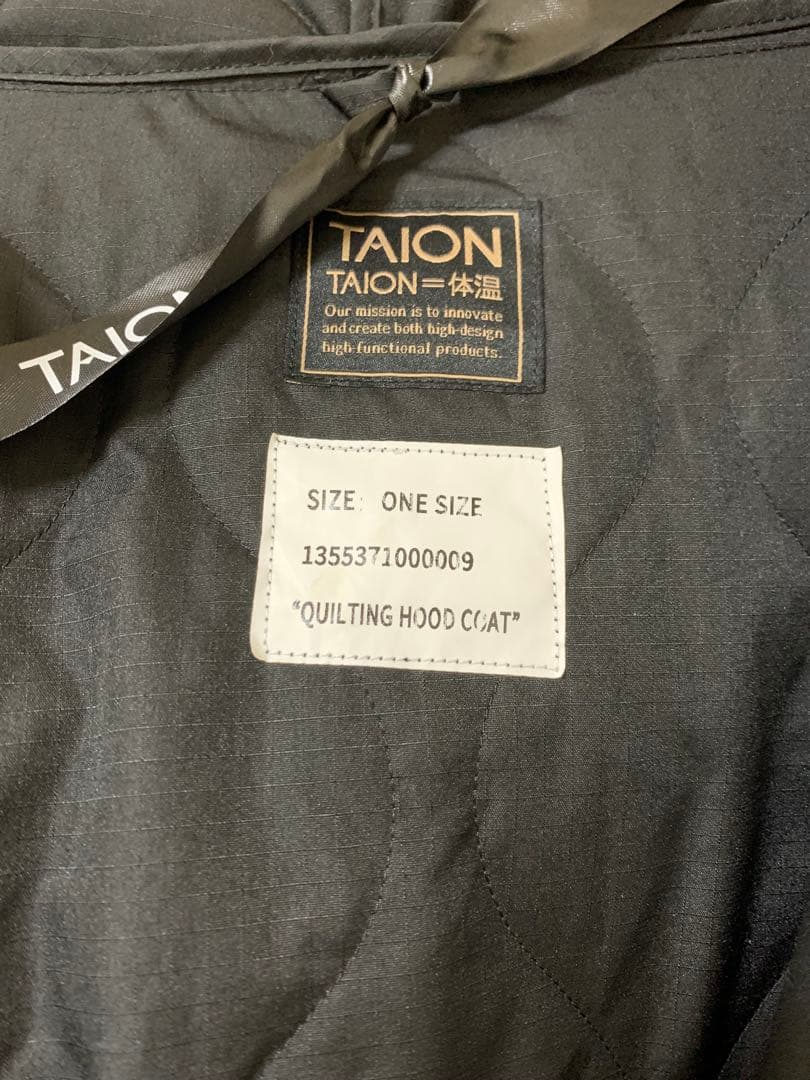 TAION
TAION
TAION=体温
Our mission is to innovate
and create both high-design
high-functional products.
SIZE: ONE SIZE
1355371000009
"QUILTING HOOD COAT"